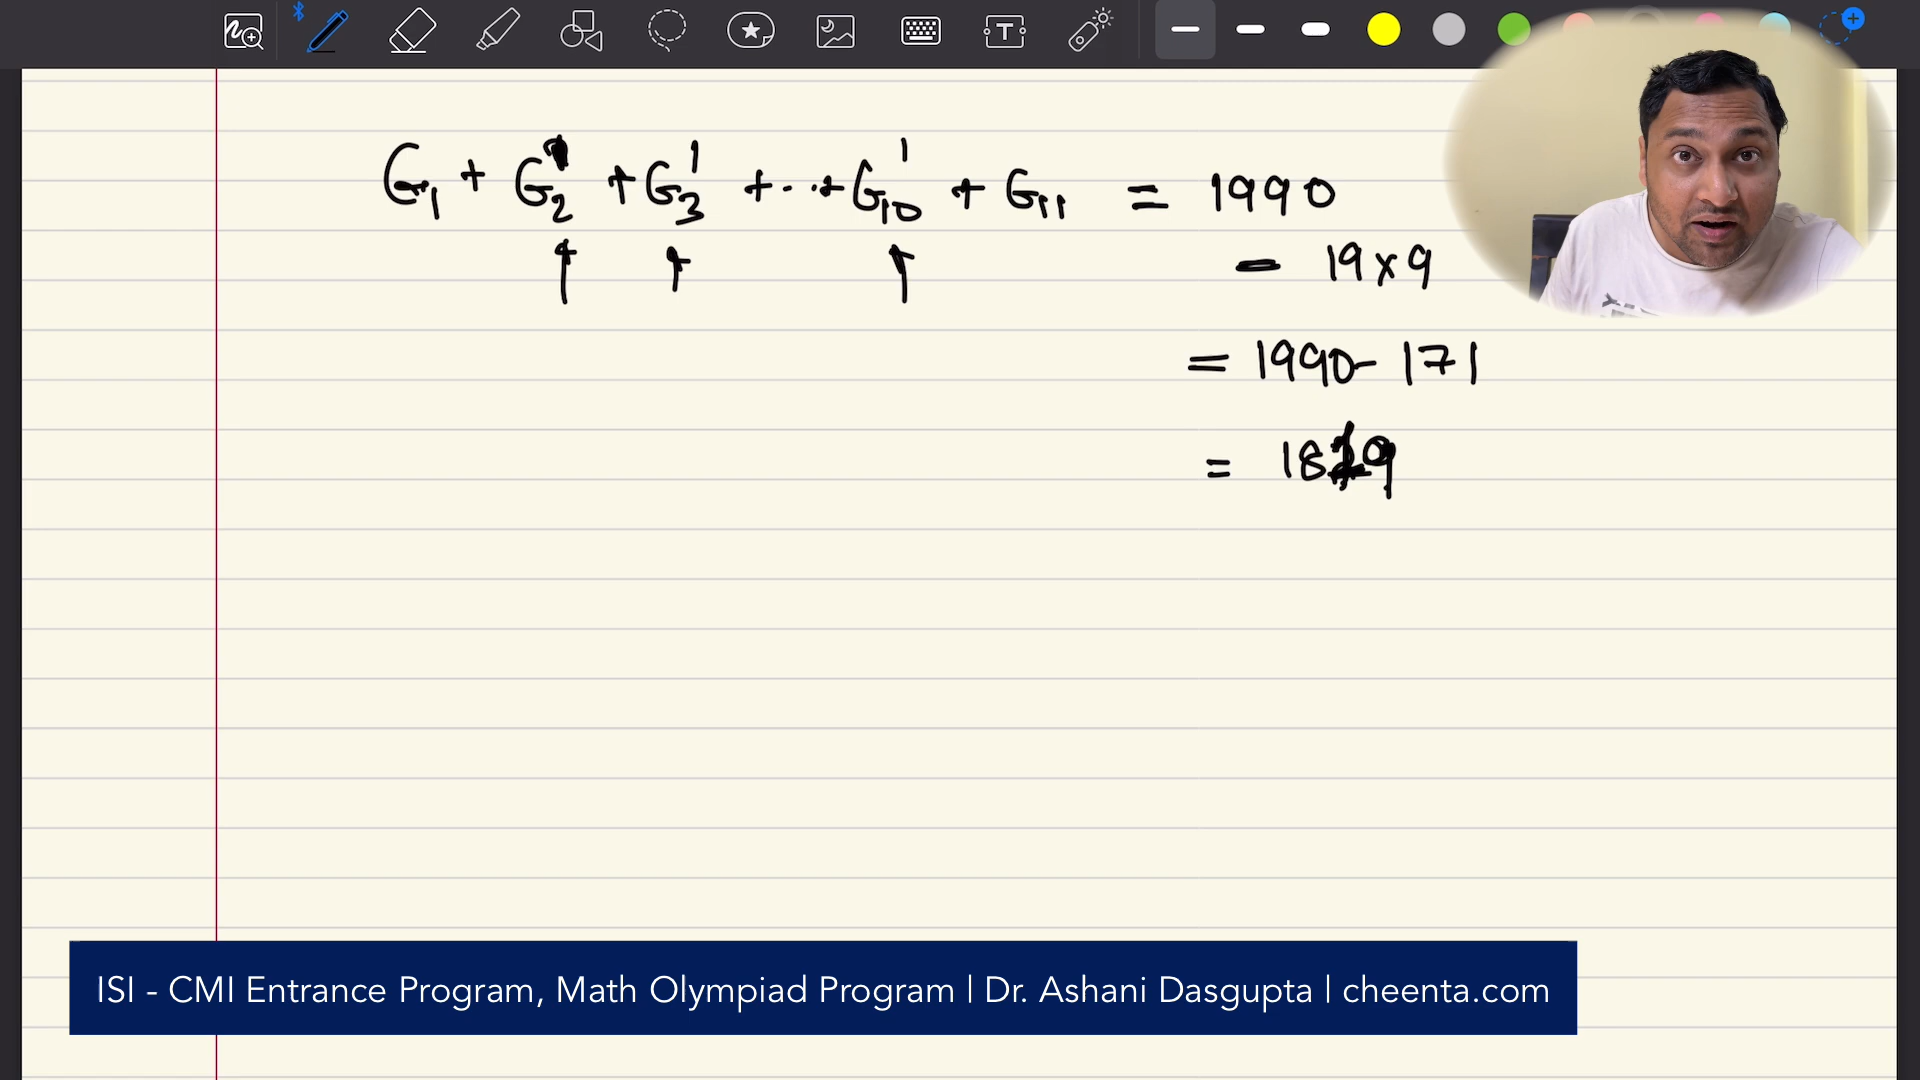 G₁ + G₂ + G₃' + ··· + G₁₀' + G₁₁ = 1990
- 19 × 9
= 1990 - 171
= 1819
ISI - CMI Entrance Program, Math Olympiad Program | Dr. Ashani Dasgupta | cheenta.com